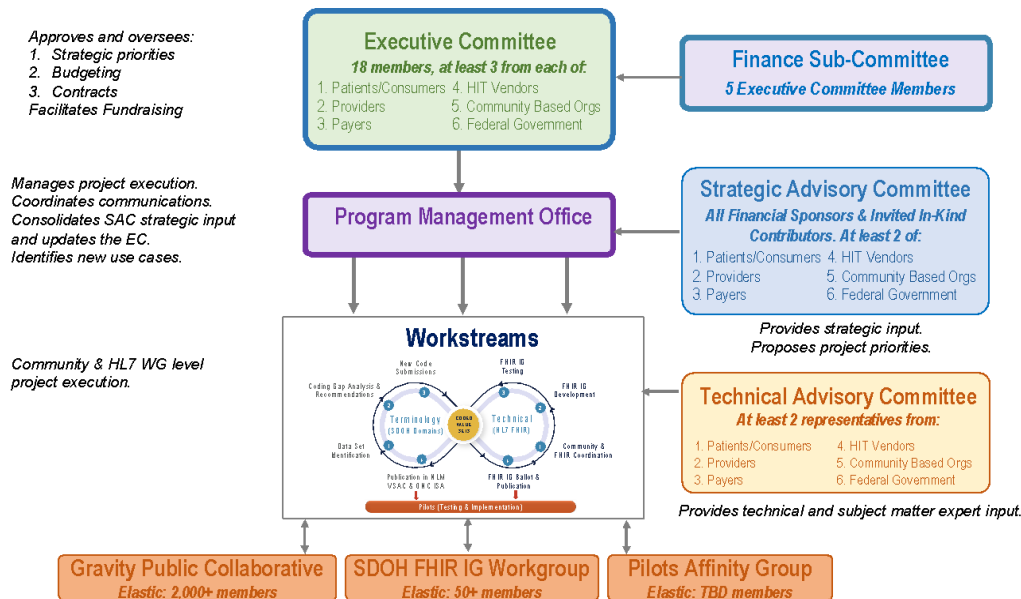 Approves and oversees:
1. Strategic priorities
2. Budgeting
3. Contracts
Facilitates Fundraising
Executive Committee
18 members, at least 3 from each of:
1. Patients/Consumers
2. Providers
3. Payers
4. HIT Vendors
5. Community Based Orgs
6. Federal Government
Finance Sub-Committee
5 Executive Committee Members
Manages project execution.
Coordinates communications.
Consolidates SAC strategic input
and updates the EC.
Identifies new use cases.
Program Management Office
Strategic Advisory Committee
All Financial Sponsors & Invited In-Kind
Contributors. At least 2 of:
1. Patients/Consumers
2. Providers
3. Payers
4. HIT Vendors
5. Community Based Orgs
6. Federal Government
Provides strategic input.
Proposes project priorities.
Community & HL7 WG level
project execution.
Workstreams
New Code
Submissions
Coding Gap Analysis &
Recommendations
Data Set
Identification
Publication in NLM
VSAC & ONC ISA
Terminology
(SDOH Domains)
VALUE
SETS
Technical
(HL7 FHIR)
FHIR IG
Testing
FHIR IG
Development
Community &
FHIR Coordination
FHIR IG Ballot &
Publication
Pilots (Testing & Implementation)
Technical Advisory Committee
At least 2 representatives from:
1. Patients/Consumers
2. Providers
3. Payers
4. HIT Vendors
5. Community Based Orgs
6. Federal Government
Provides technical and subject matter expert input.
Gravity Public Collaborative
Elastic: 2,000+ members
SDOH FHIR IG Workgroup
Elastic: 50+ members
Pilots Affinity Group
Elastic: TBD members